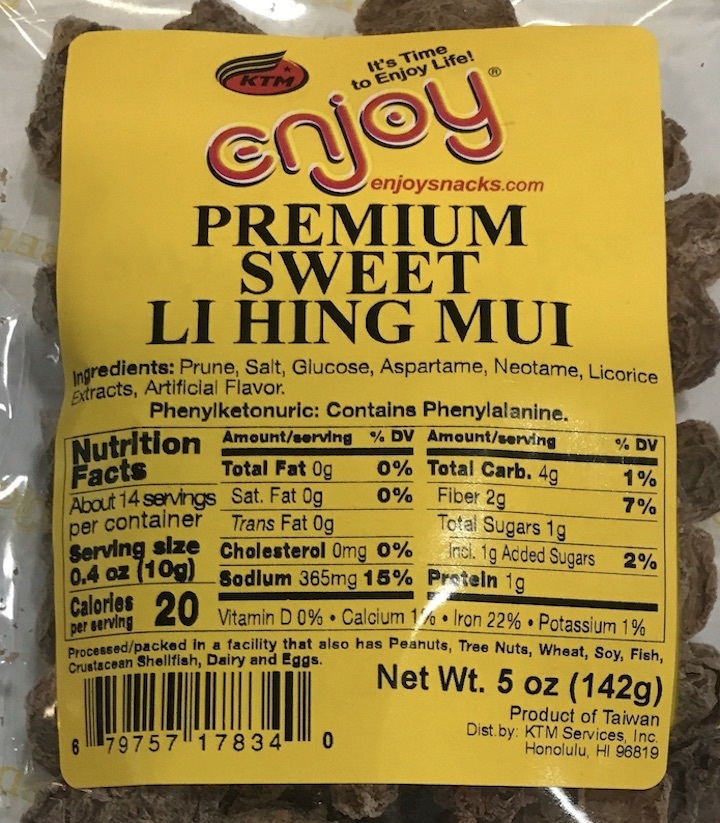 KTM
It's Time
to Enjoy Life!
enjoy®
enjoysnacks.com
PREMIUM
SWEET
LI HING MUI
Ingredients: Prune, Salt, Glucose, Aspartame, Neotame, Licorice
Extracts, Artificial Flavor.
Phenylketonuric: Contains Phenylalanine.
Nutrition
Facts
About 14 servings
per container
Serving size
0.4 oz (10g)
Calories
per serving 20
Amount/serving % DV
Total Fat 0g 0%
Sat. Fat 0g 0%
Trans Fat 0g
Cholesterol 0mg 0%
Sodium 365mg 15%
Amount/serving % DV
Total Carb. 4g 1%
Fiber 2g 7%
Total Sugars 1g
Incl. 1g Added Sugars 2%
Protein 1g
Vitamin D 0% • Calcium 1% • Iron 22% • Potassium 1%
Processed/packed in a facility that also has Peanuts, Tree Nuts, Wheat, Soy, Fish,
Crustacean Shellfish, Dairy and Eggs.
Net Wt. 5 oz (142g)
Product of Taiwan
Dist.by: KTM Services, Inc.
Honolulu, HI 96819
6 79757 17834 0